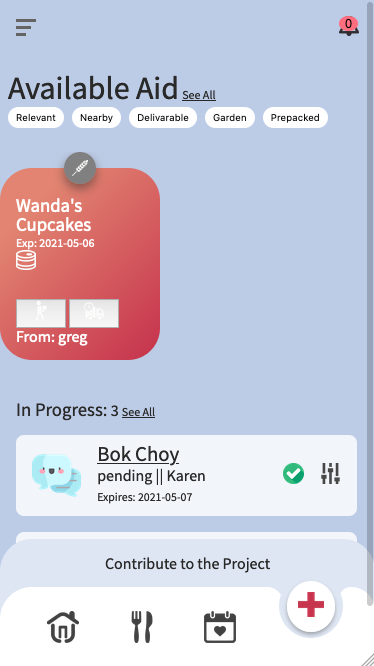 0
Available Aid See All
Relevant Nearby Delivarable Garden Prepacked
Wanda's
Cupcakes
Exp: 2021-05-06
From: greg
In Progress: 3 See All
Bok Choy
pending || Karen
Expires: 2021-05-07
Contribute to the Project